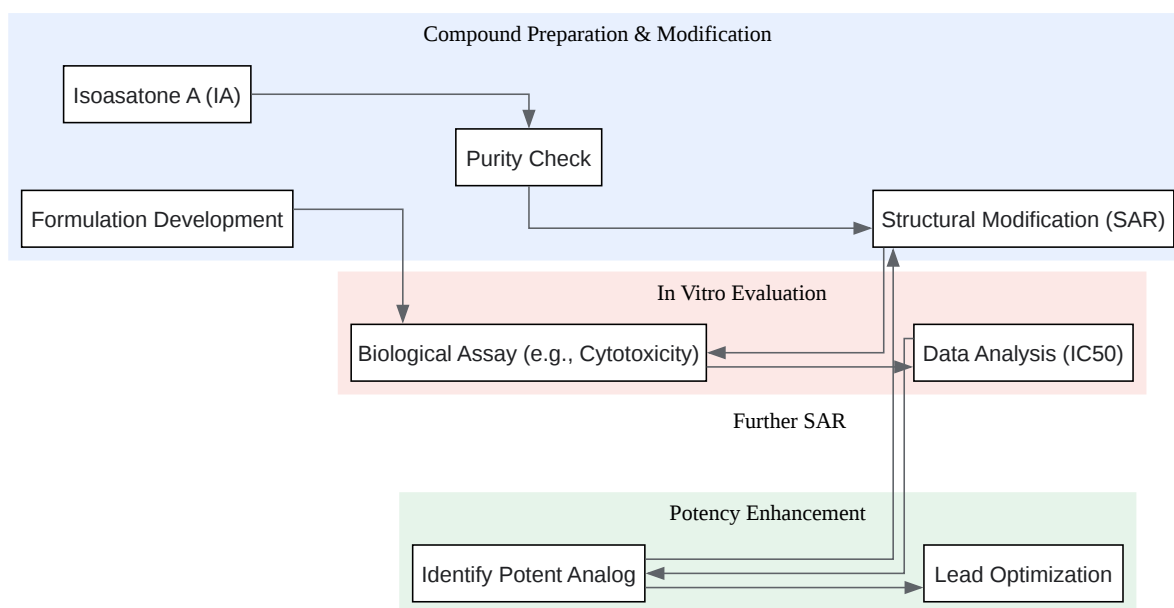 Compound Preparation & Modification
Isoasatone A (IA)
Purity Check
Formulation Development
Structural Modification (SAR)
In Vitro Evaluation
Biological Assay (e.g., Cytotoxicity)
Data Analysis (IC50)
Further SAR
Potency Enhancement
Identify Potent Analog
Lead Optimization